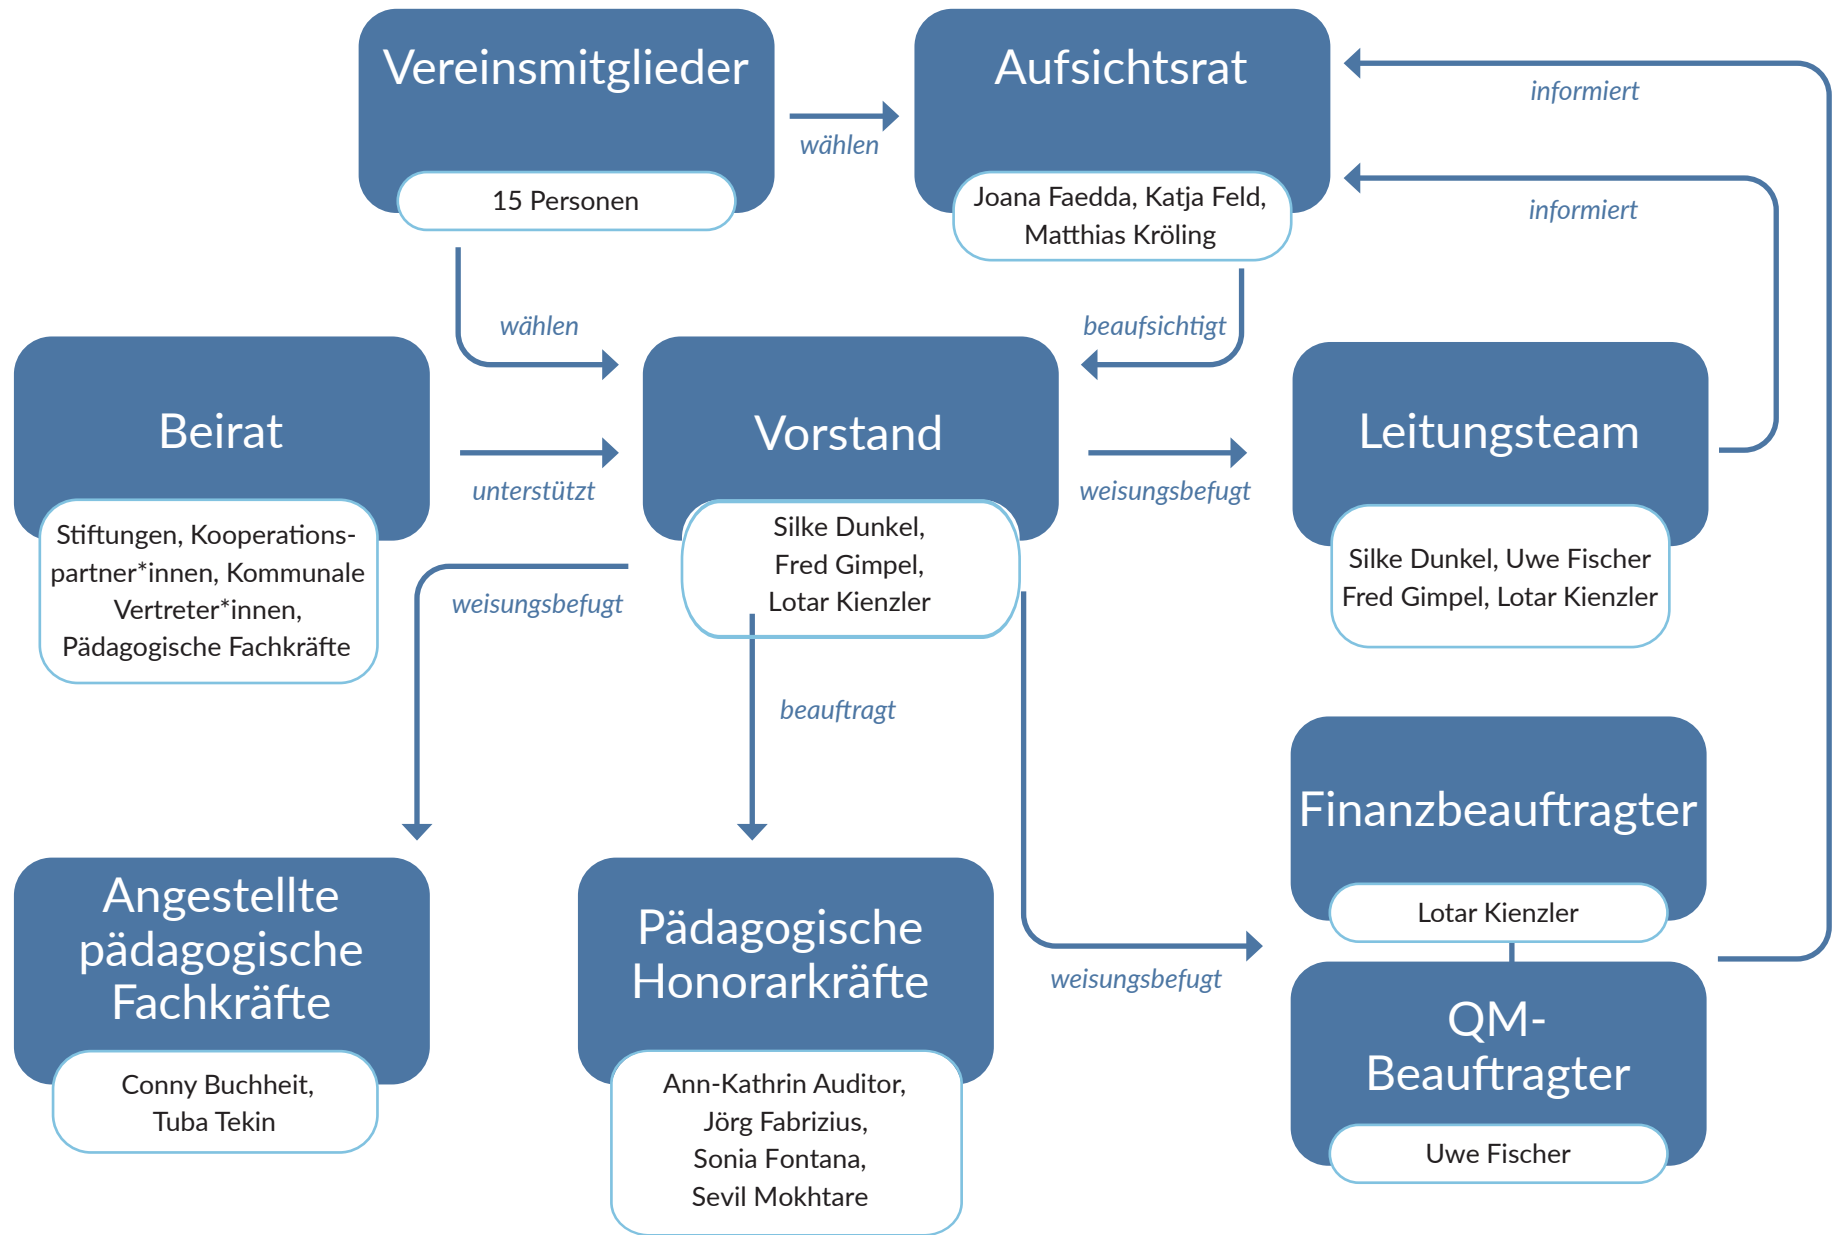 Vereinsmitglieder
15 Personen
wählen
Aufsichtsrat
Joana Faedda, Katja Feld,
Matthias Kröling
informiert
informiert
wählen
beaufsichtigt
Beirat
Stiftungen, Kooperations-
partner*innen, Kommunale
Vertreter*innen,
Pädagogische Fachkräfte
unterstützt
Vorstand
Silke Dunkel,
Fred Gimpel,
Lotar Kienzler
weisungsbefugt
Leitungsteam
Silke Dunkel, Uwe Fischer
Fred Gimpel, Lotar Kienzler
weisungsbefugt
beauftragt
weisungsbefugt
Angestellte
pädagogische
Fachkräfte
Conny Buchheit,
Tuba Tekin
Pädagogische
Honorarkräfte
Ann-Kathrin Auditor,
Jörg Fabrizius,
Sonia Fontana,
Sevil Mokhtare
Finanzbeauftragter
Lotar Kienzler
QM-
Beauftragter
Uwe Fischer